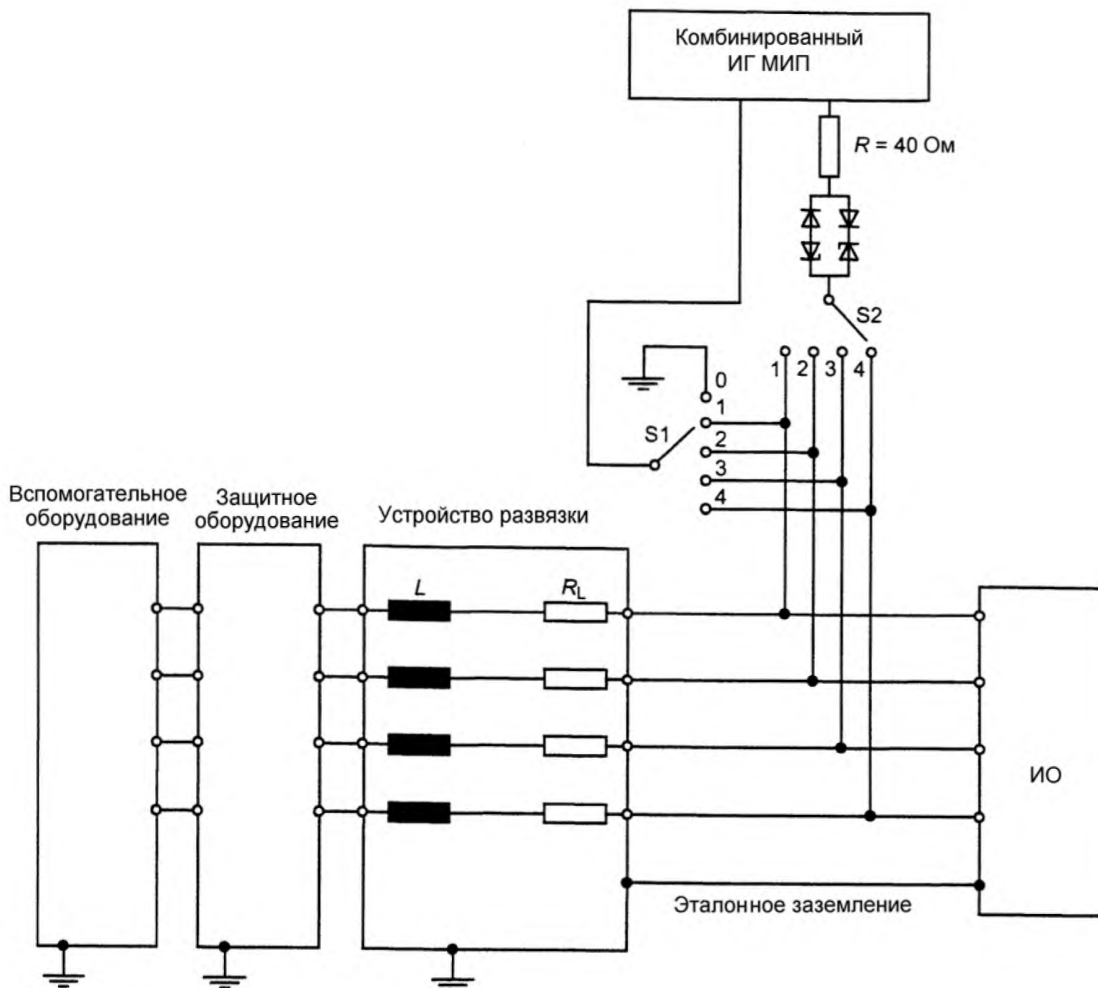 Комбинированный
ИГ МИП
R = 40 Ом
S2
1 2 3 4
0
1
S1
2
3
4
Вспомогательное
оборудование
Защитное
оборудование
Устройство развязки
L
RL
ИО
Эталонное заземление